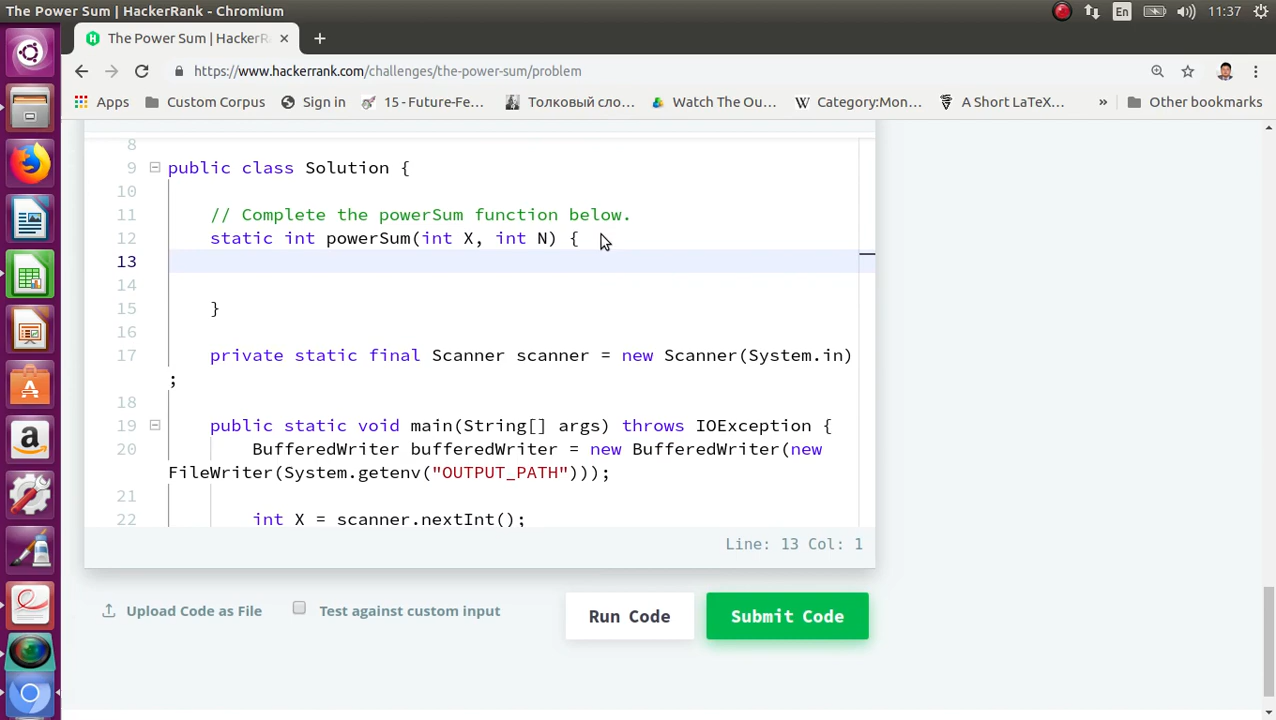 The Power Sum | HackerRank - Chromium
En
11:37
The Power Sum | HackerR
https://www.hackerrank.com/challenges/the-power-sum/problem
Apps
Custom Corpus
Sign in
15 - Future-Fe...
Толковый сло...
Watch The Ou...
Category:Mon...
A Short LaTeX...
»
Other bookmarks
8
9 public class Solution {
10
11 // Complete the powerSum function below.
12 static int powerSum(int X, int N) {
13
14
15 }
16
17 private static final Scanner scanner = new Scanner(System.in)
;
18
19 public static void main(String[] args) throws IOException {
20 BufferedWriter bufferedWriter = new BufferedWriter(new
FileWriter(System.getenv("OUTPUT_PATH")));
21
22 int X = scanner.nextInt();
Line: 13 Col: 1
Upload Code as File
Test against custom input
Run Code
Submit Code